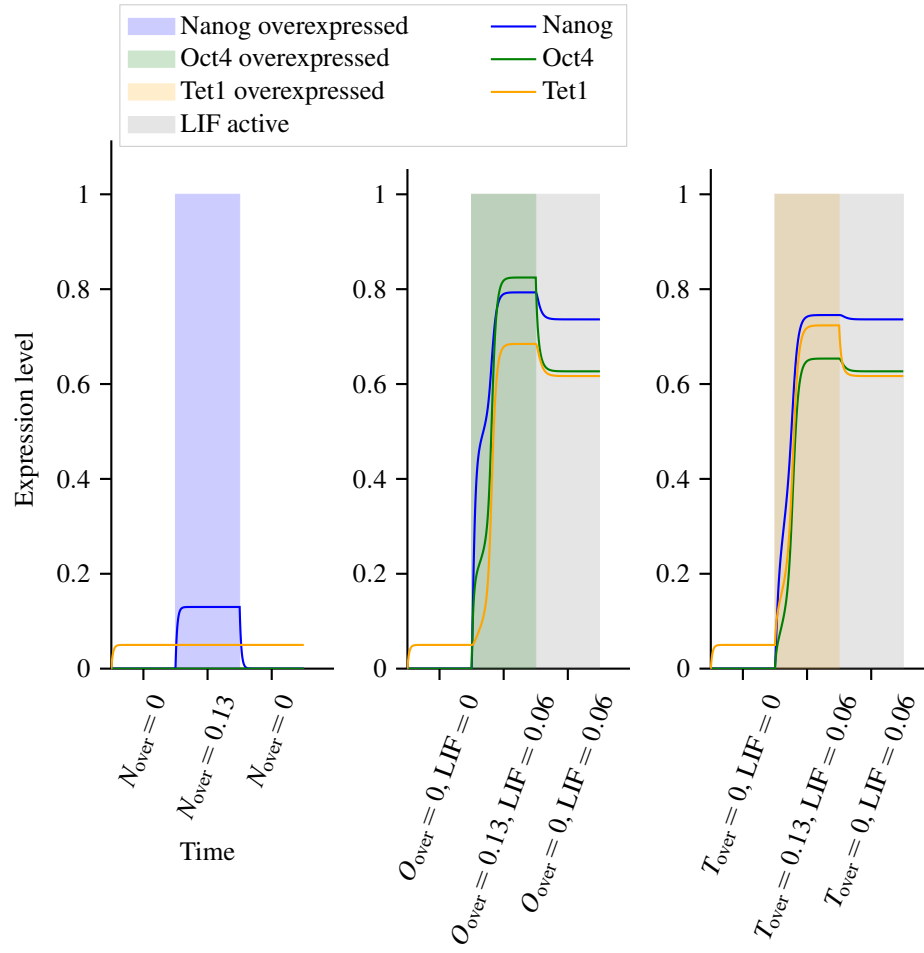 Nanog overexpressed
Oct4 overexpressed
Tet1 overexpressed
LIF active
Nanog
Oct4
Tet1
Expression level
1
0.8
0.6
0.4
0.2
0
N_over = 0
N_over = 0.13
N_over = 0
Time
1
0.8
0.6
0.4
0.2
0
O_over = 0, LIF = 0
O_over = 0.13, LIF = 0.06
O_over = 0, LIF = 0.06
1
0.8
0.6
0.4
0.2
0
T_over = 0, LIF = 0
T_over = 0.13, LIF = 0.06
T_over = 0, LIF = 0.06